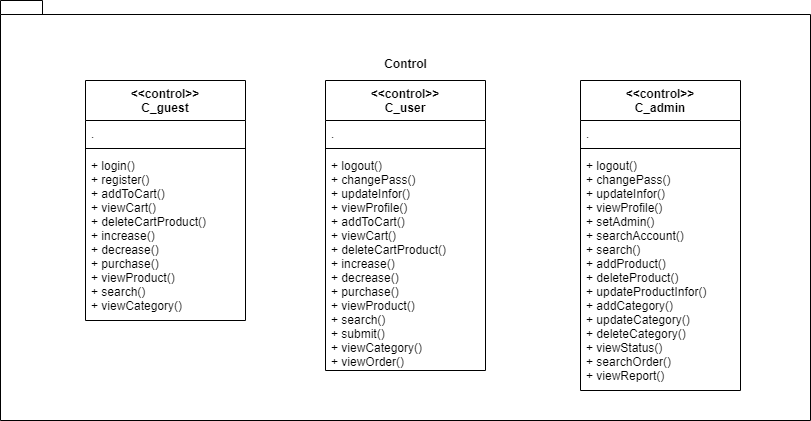 Control
<<control>>
C_guest
.
+ login()
+ register()
+ addToCart()
+ viewCart()
+ deleteCartProduct()
+ increase()
+ decrease()
+ purchase()
+ viewProduct()
+ search()
+ viewCategory()
<<control>>
C_user
.
+ logout()
+ changePass()
+ updateInfor()
+ viewProfile()
+ addToCart()
+ viewCart()
+ deleteCartProduct()
+ increase()
+ decrease()
+ purchase()
+ viewProduct()
+ search()
+ submit()
+ viewCategory()
+ viewOrder()
<<control>>
C_admin
.
+ logout()
+ changePass()
+ updateInfor()
+ viewProfile()
+ setAdmin()
+ searchAccount()
+ search()
+ addProduct()
+ deleteProduct()
+ updateProductInfor()
+ addCategory()
+ updateCategory()
+ deleteCategory()
+ viewStatus()
+ searchOrder()
+ viewReport()